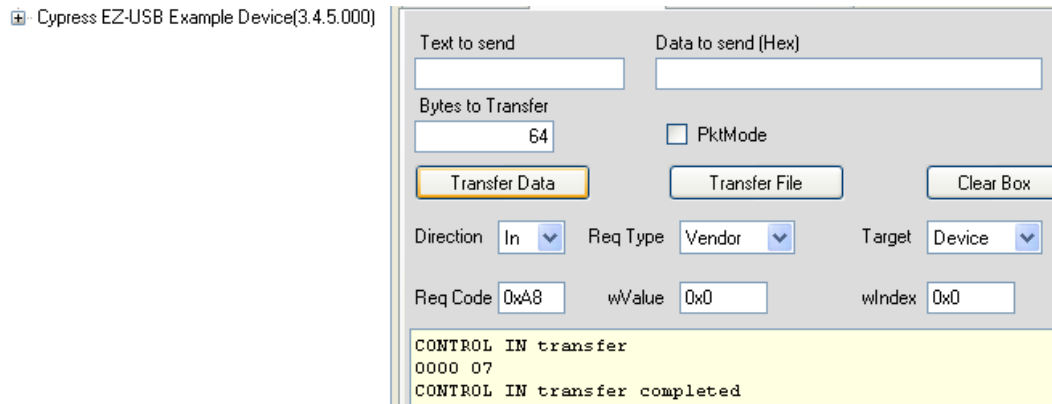 Cypress EZ-USB Example Device(3.4.5.000)
Text to send Data to send (Hex)
Bytes to Transfer
64 PktMode
Transfer Data Transfer File Clear Box
Direction In Req Type Vendor Target Device
Req Code 0xA8 wValue 0x0 wIndex 0x0
CONTROL IN transfer
0000 07
CONTROL IN transfer completed